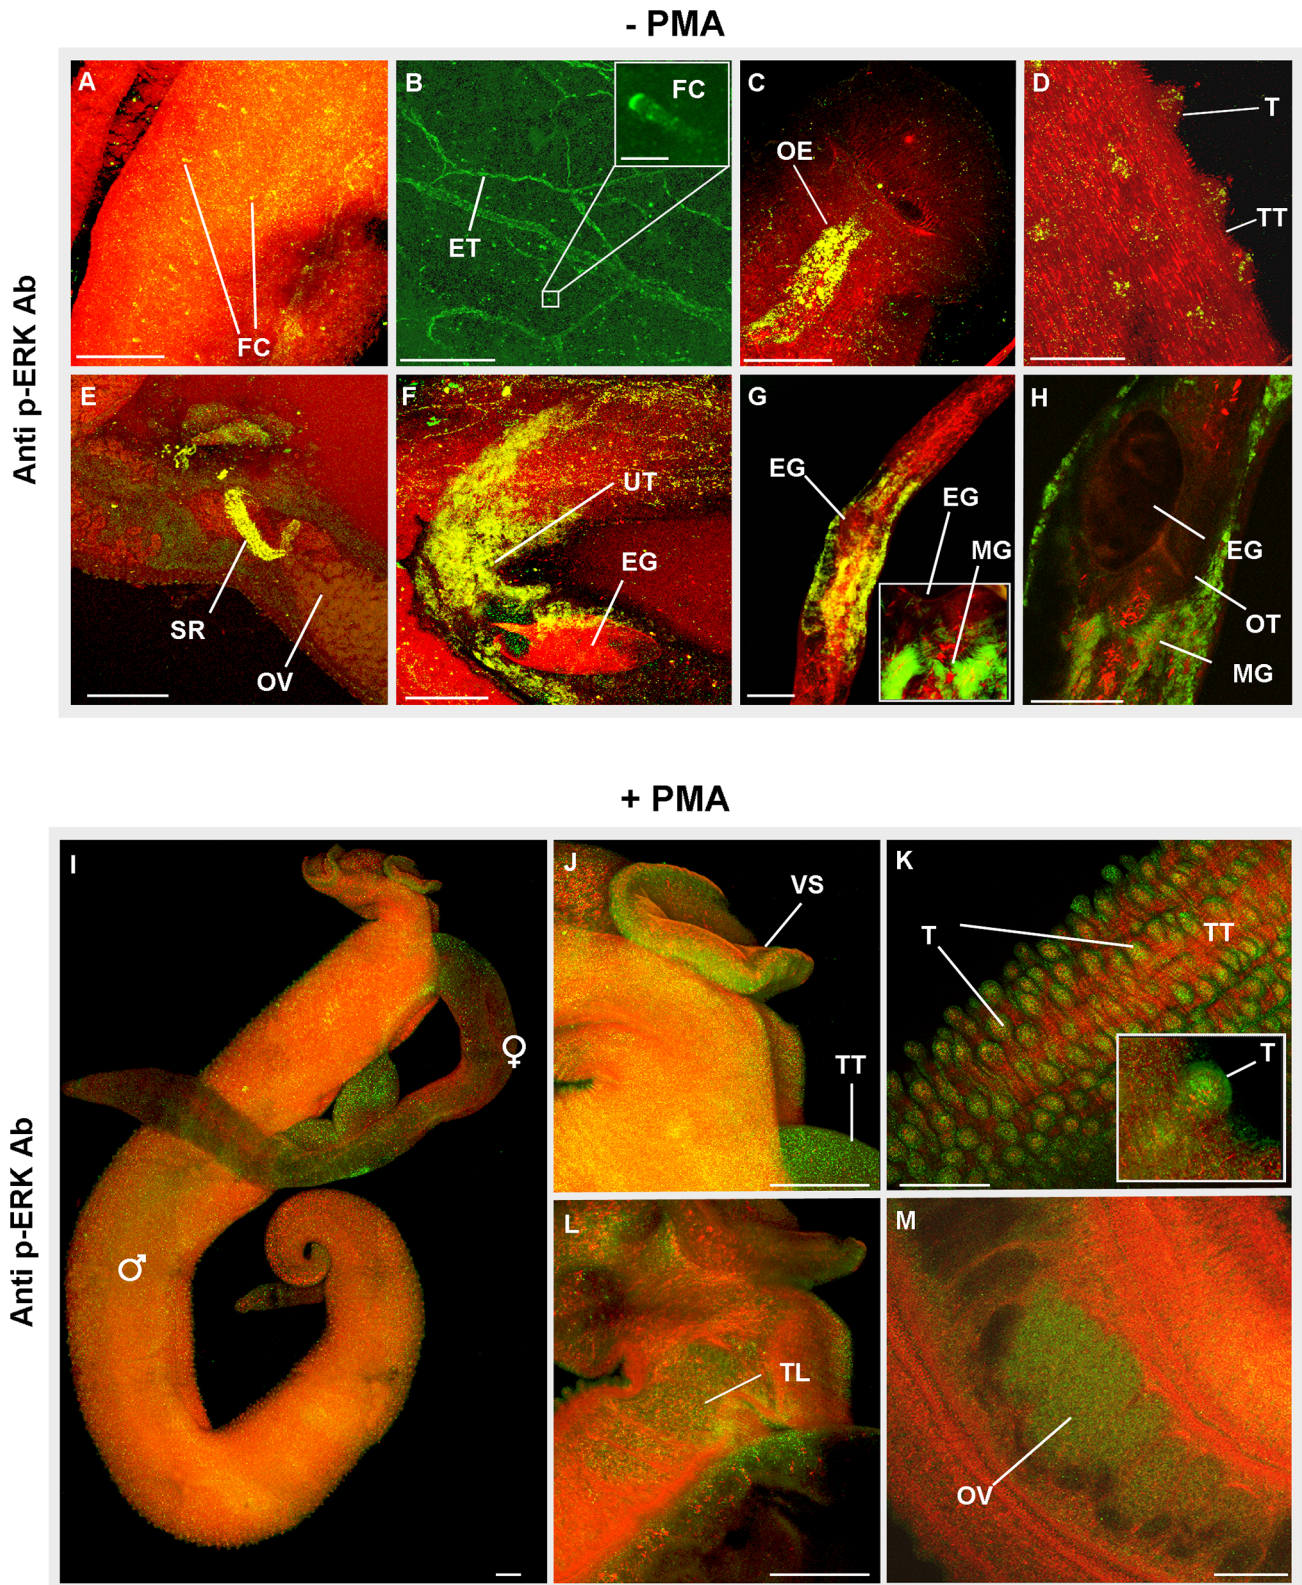 - PMA
Anti p-ERK Ab
A
FC
B
FC
ET
C
OE
D
T
TT
E
SR
OV
F
UT
EG
G
EG
EG
MG
H
EG
OT
MG
+ PMA
Anti p-ERK Ab
I
♀
♂
J
VS
TT
K
T
TT
T
L
TL
M
OV